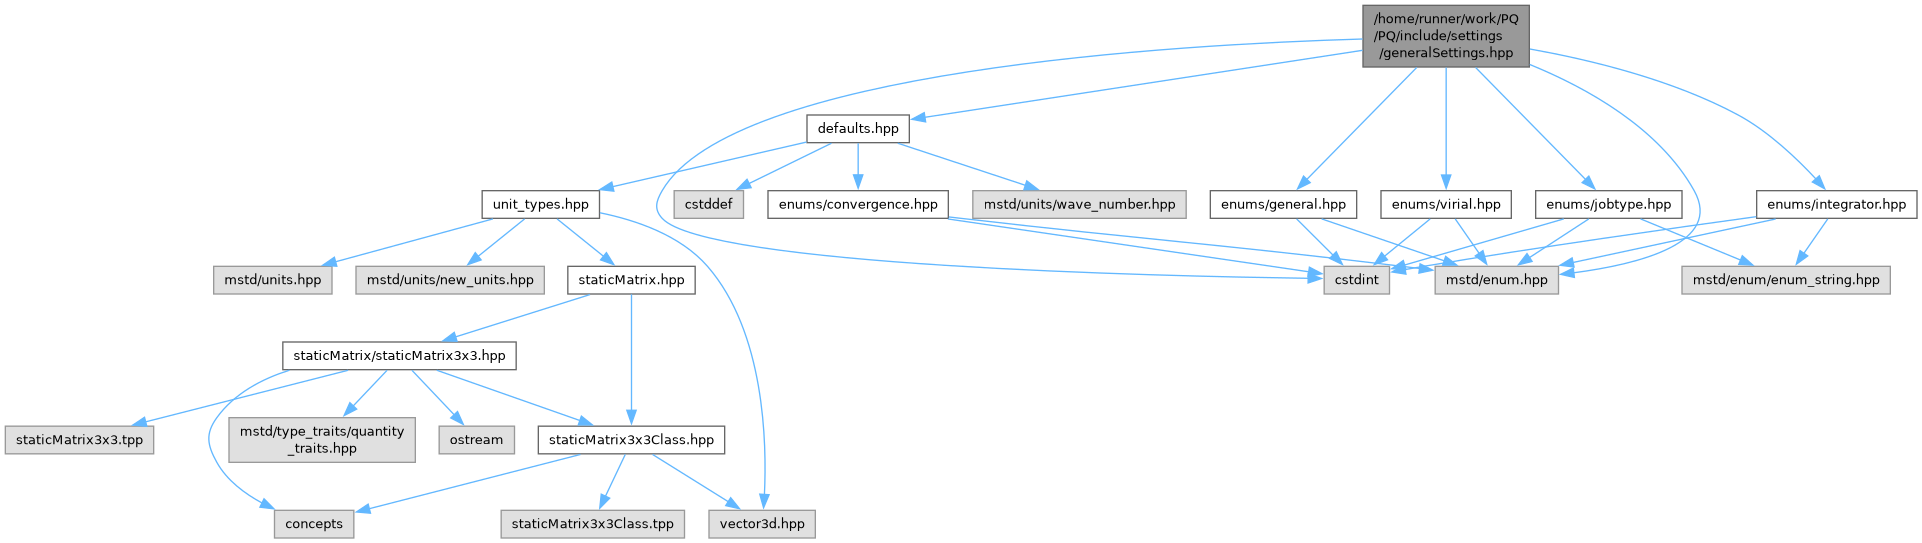 /home/runner/work/PQ
/PQ/include/settings
/generalSettings.hpp
defaults.hpp
unit_types.hpp
cstddef
enums/convergence.hpp
mstd/units/wave_number.hpp
enums/general.hpp
enums/virial.hpp
enums/jobtype.hpp
enums/integrator.hpp
mstd/units.hpp
mstd/units/new_units.hpp
staticMatrix.hpp
cstdint
mstd/enum.hpp
mstd/enum/enum_string.hpp
staticMatrix/staticMatrix3x3.hpp
staticMatrix3x3.tpp
mstd/type_traits/quantity
_traits.hpp
ostream
staticMatrix3x3Class.hpp
concepts
staticMatrix3x3Class.tpp
vector3d.hpp